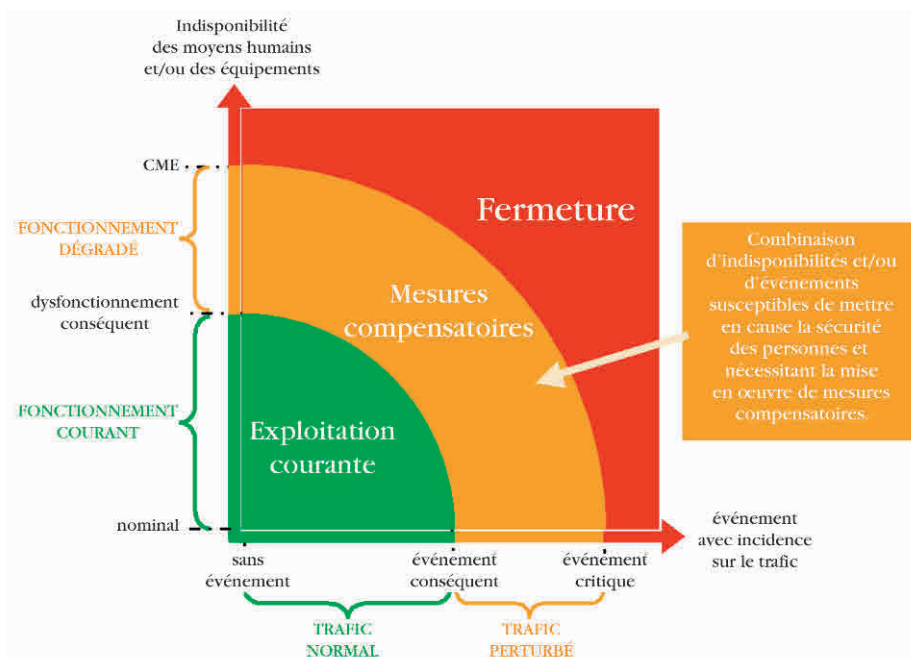 Indisponibilité
des moyens humains
et/ou des équipements
CME
Fermeture
FONCTIONNEMENT
DÉGRADÉ
Combinaison
d'indisponibilités et/ou
d'événements
susceptibles de mettre
en cause la sécurité
des personnes et
nécessitant la mise
en œuvre de mesures
compensatoires.
Mesures
compensatoires
dysfonctionnement
conséquent
FONCTIONNEMENT
COURANT
Exploitation
courante
nominal
événement
avec incidence
sur le trafic
sans
événement
événement
conséquent
événement
critique
TRAFIC
NORMAL
TRAFIC
PERTURBÉ